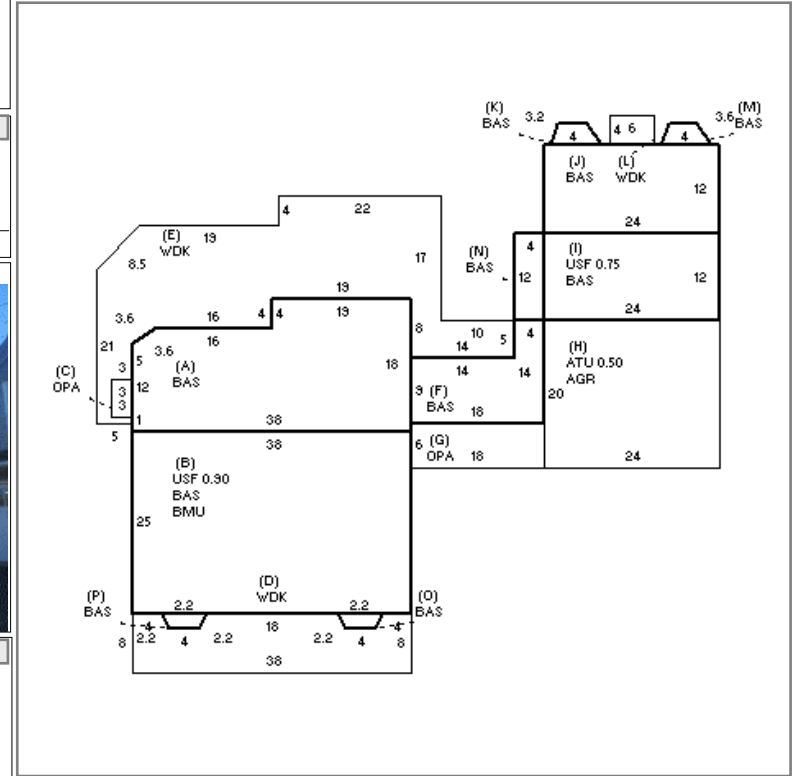 (K)
BAS
3.2
4
4 6
4
3.6
(M)
BAS
(J)
BAS
(L)
WDK
12
24
4
22
(E)
WDK
19
8.5
17
(N)
BAS
4
12
(I)
USF 0.75
BAS
12
24
19
3.6
16
4
4
19
8
10
5
4
21
5
3.6
16
14
(A)
BAS
18
14
14
(H)
ATU 0.50
AGR
(C)
OPA
3
3
3
12
9
(F)
BAS
18
20
1
38
5
38
6
(G)
OPA
18
24
(B)
USF 0.90
BAS
BMU
25
(D)
WDK
(P)
BAS
2.2
2.2
(O)
BAS
4
18
4
8
2.2
4
2.2
2.2
4
8
38